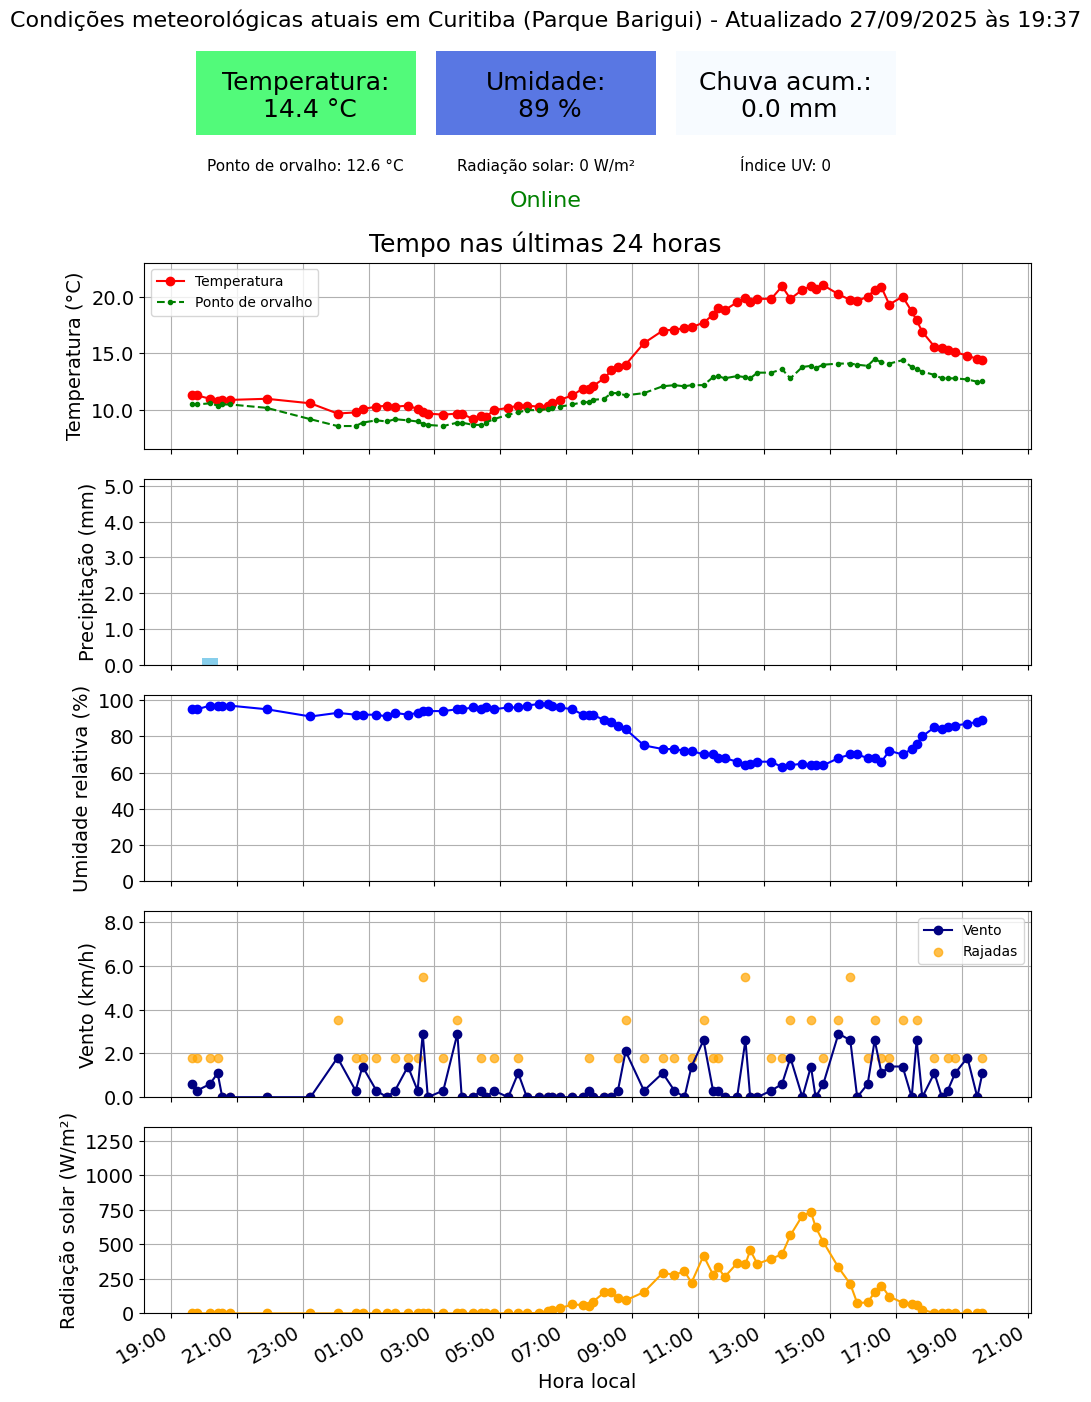 Condições meteorológicas atuais em Curitiba (Parque Barigui) - Atualizado 27/09/2025 às 19:37
Temperatura:
14.4 °C
Umidade:
89 %
Chuva acum.:
0.0 mm
Ponto de orvalho: 12.6 °C
Radiação solar: 0 W/m²
Índice UV: 0
Online
Tempo nas últimas 24 horas
Temperatura (°C)
20.0
15.0
10.0
Temperatura
Ponto de orvalho
Precipitação (mm)
5.0
4.0
3.0
2.0
1.0
0.0
Umidade relativa (%)
100
80
60
40
20
0
Vento (km/h)
8.0
6.0
4.0
2.0
0.0
Vento
Rajadas
Radiação solar (W/m²)
1250
1000
750
500
250
0
19:00
21:00
23:00
01:00
03:00
05:00
07:00
09:00
11:00
13:00
15:00
17:00
19:00
21:00
Hora local